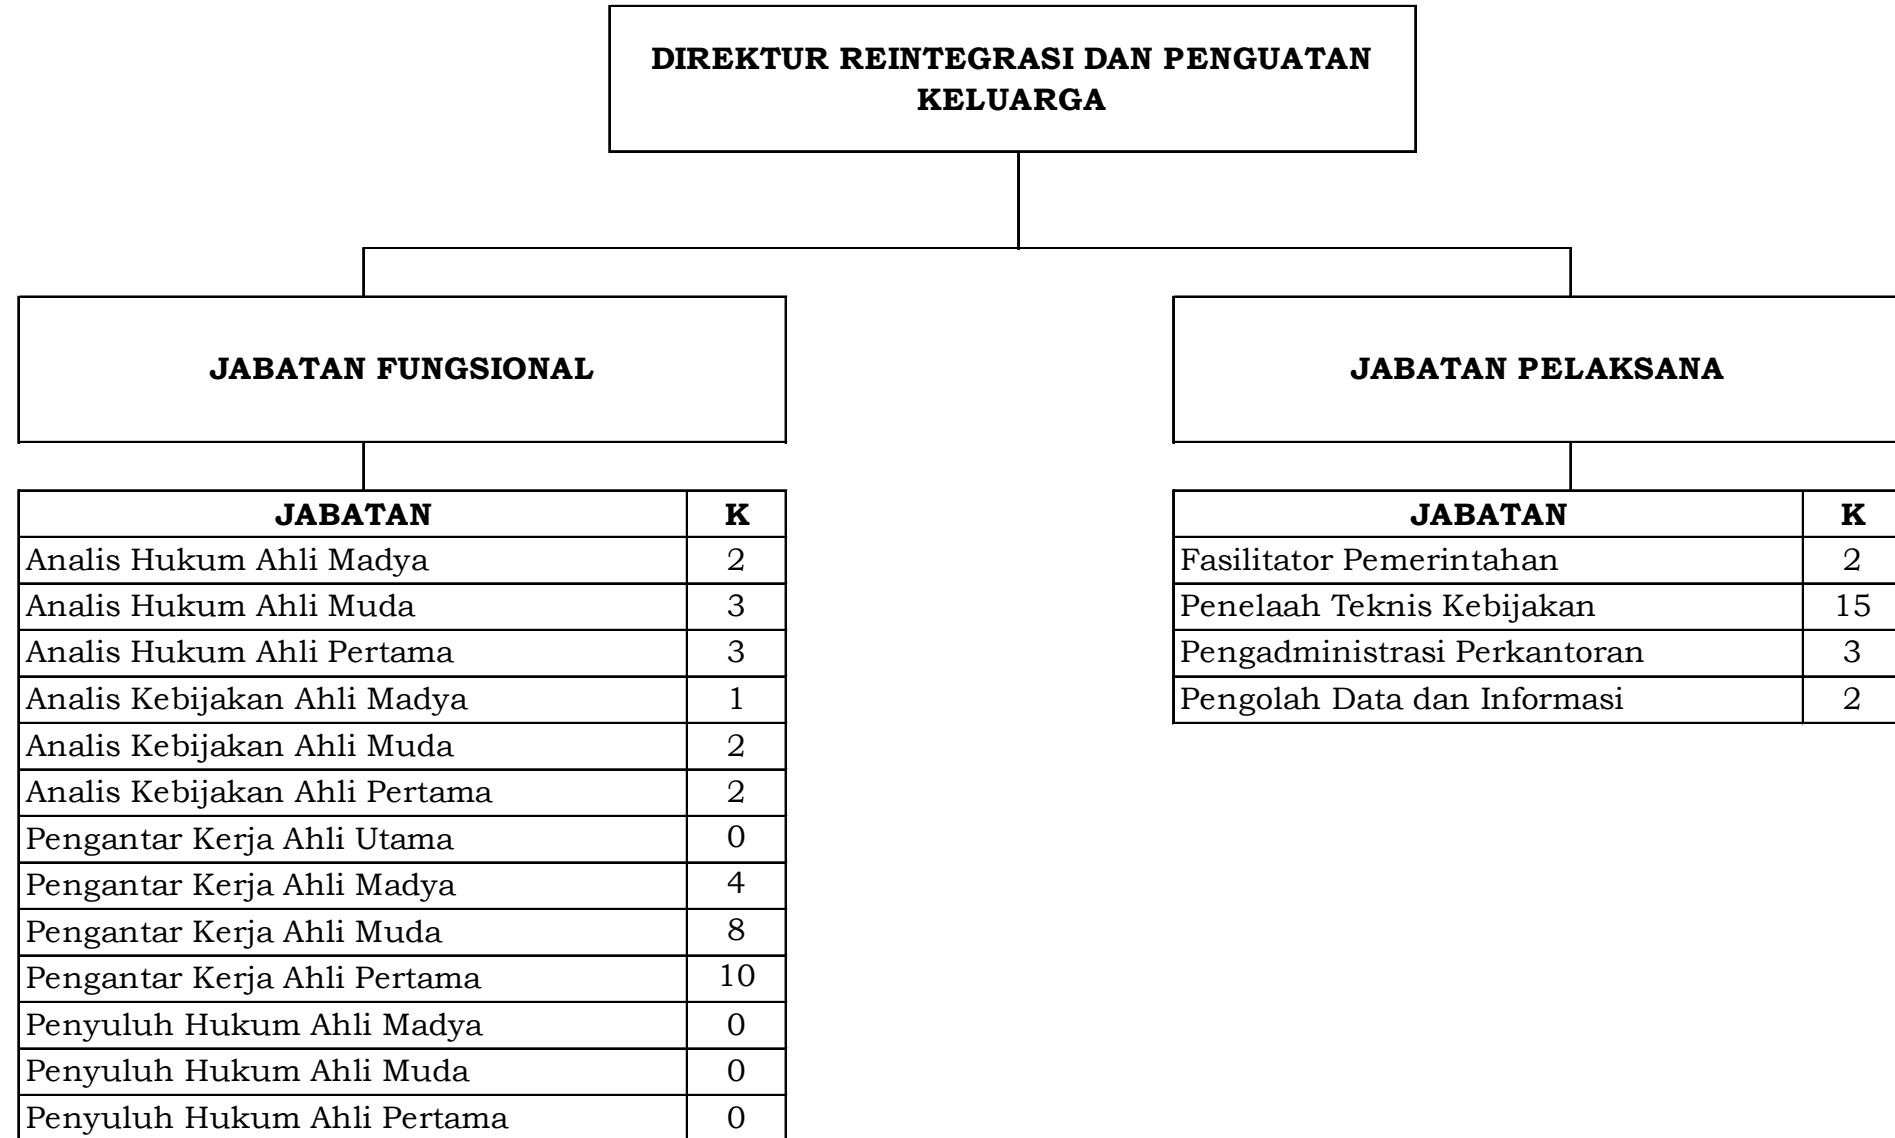 DIREKTUR REINTEGRASI DAN PENGUATAN
KELUARGA
JABATAN FUNGSIONAL
JABATAN K
Analis Hukum Ahli Madya 2
Analis Hukum Ahli Muda 3
Analis Hukum Ahli Pertama 3
Analis Kebijakan Ahli Madya 1
Analis Kebijakan Ahli Muda 2
Analis Kebijakan Ahli Pertama 2
Pengantar Kerja Ahli Utama 0
Pengantar Kerja Ahli Madya 4
Pengantar Kerja Ahli Muda 8
Pengantar Kerja Ahli Pertama 10
Penyuluh Hukum Ahli Madya 0
Penyuluh Hukum Ahli Muda 0
Penyuluh Hukum Ahli Pertama 0
JABATAN PELAKSANA
JABATAN K
Fasilitator Pemerintahan 2
Penelaah Teknis Kebijakan 15
Pengadministrasi Perkantoran 3
Pengolah Data dan Informasi 2